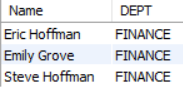 Name DEPT
Eric Hoffman FINANCE
Emily Grove FINANCE
Steve Hoffman FINANCE